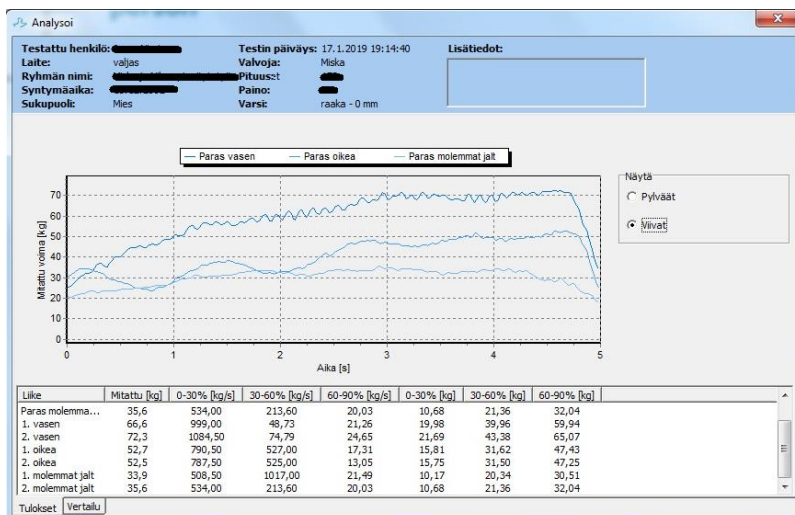 Analysoi
Testattu henkilö: Testin päiväys: 17.1.2019 19:14:40 Lisätiedot:
Laite: valjas Valvoja: Miska
Ryhmän nimi: Pituus:
Syntymäaika: Paino:
Sukupuoli: Mies Varsi: raaka - 0 mm
Paras vasen Paras oikea Paras molemmat jalt
Näytä
Pylväät
Viivat
Mitattu voima [kg]
70
60
50
40
30
20
10
0
0 1 2 3 4 5
Aika [s]
Liike Mitattu [kg] 0-30% [kg/s] 30-60% [kg/s] 60-90% [kg/s] 0-30% [kg] 30-60% [kg] 60-90% [kg]
Paras molemma... 35,6 534,00 213,60 20,03 10,68 21,36 32,04
1. vasen 66,6 999,00 48,73 21,26 19,98 39,96 59,94
2. vasen 72,3 1084,50 74,79 24,65 21,69 43,38 65,07
1. oikea 52,7 790,50 527,00 17,31 15,81 31,62 47,43
2. oikea 52,5 787,50 525,00 13,05 15,75 31,50 47,25
1. molemmat jalt 33,9 508,50 1017,00 21,49 10,17 20,34 30,51
2. molemmat jalt 35,6 534,00 213,60 20,03 10,68 21,36 32,04
Tulokset Vertailu